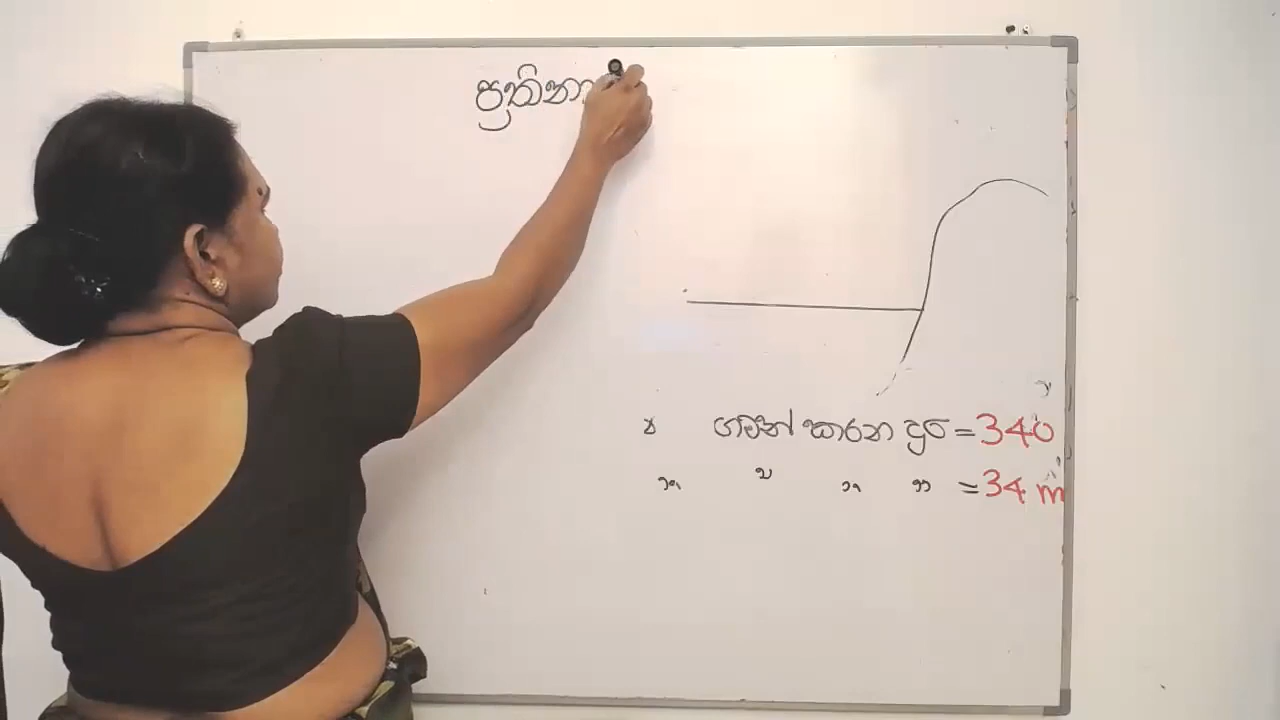 ප්‍රතිනා
ගමන් කරන දුර = 340
= 34 m